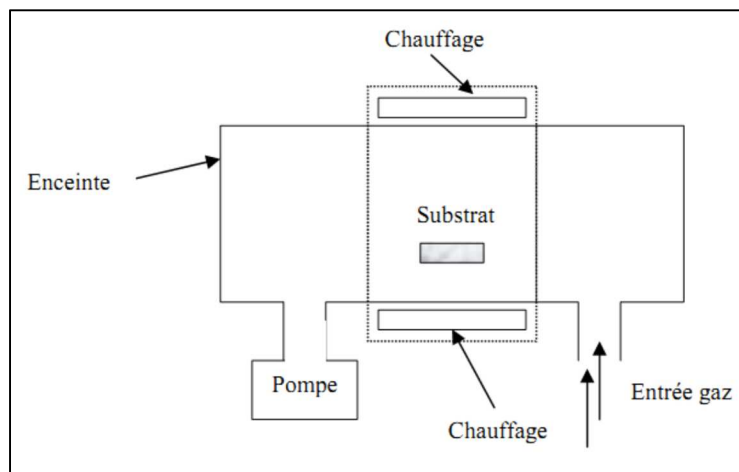 Chauffage
Enceinte
Substrat
Pompe
Entrée gaz
Chauffage